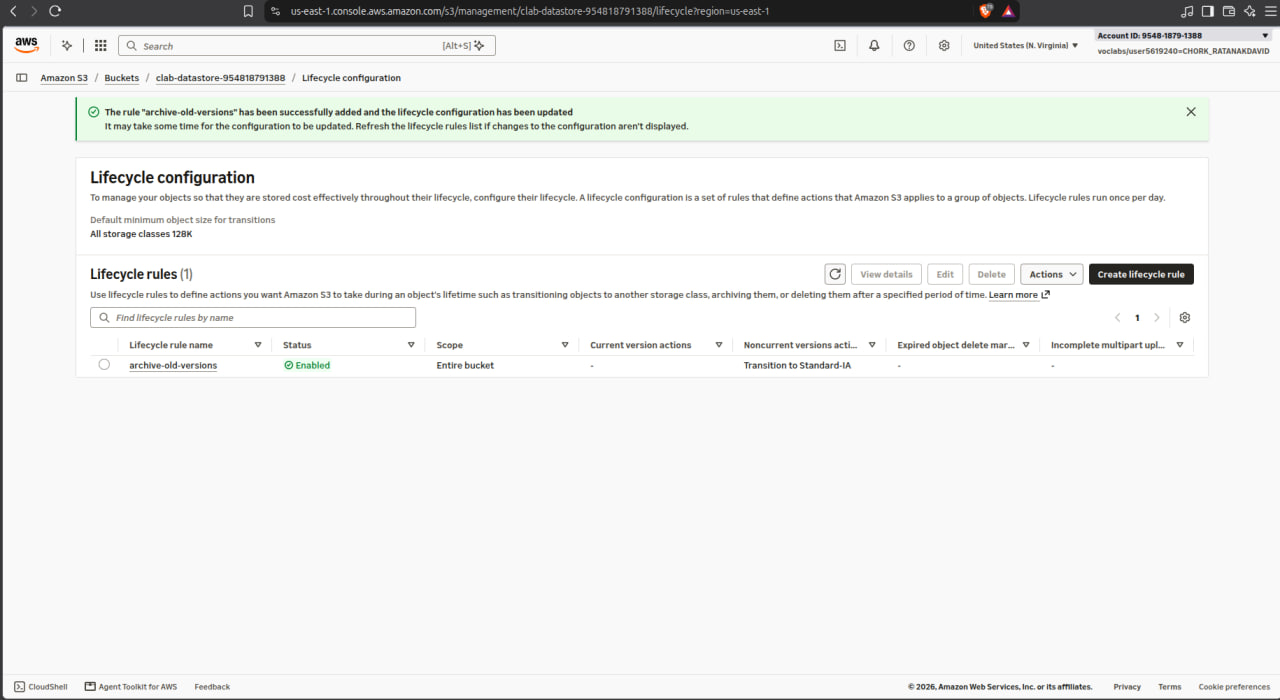 us-east-1.console.aws.amazon.com/s3/management/clab-datastore-954818791388/lifecycle?region=us-east-1
aws
Search [Alt+S]
United States (N. Virginia)
Account ID: 9548-1879-1388
voclabs/user5619240=CHORK_RATANAKDAVID
Amazon S3 / Buckets / clab-datastore-954818791388 / Lifecycle configuration
The rule "archive-old-versions" has been successfully added and the lifecycle configuration has been updated
It may take some time for the configuration to be updated. Refresh the lifecycle rules list if changes to the configuration aren't displayed.
Lifecycle configuration
To manage your objects so that they are stored cost effectively throughout their lifecycle, configure their lifecycle. A lifecycle configuration is a set of rules that define actions that Amazon S3 applies to a group of objects. Lifecycle rules run once per day.
Default minimum object size for transitions
All storage classes 128K
Lifecycle rules (1)
View details Edit Delete Actions Create lifecycle rule
Use lifecycle rules to define actions you want Amazon S3 to take during an object's lifetime such as transitioning objects to another storage class, archiving them, or deleting them after a specified period of time. Learn more
Find lifecycle rules by name
1
Lifecycle rule name Status Scope Current version actions Noncurrent versions acti... Expired object delete mar... Incomplete multipart upl...
archive-old-versions Enabled Entire bucket - Transition to Standard-IA - -
CloudShell Agent Toolkit for AWS Feedback © 2026, Amazon Web Services, Inc. or its affiliates. Privacy Terms Cookie preferences